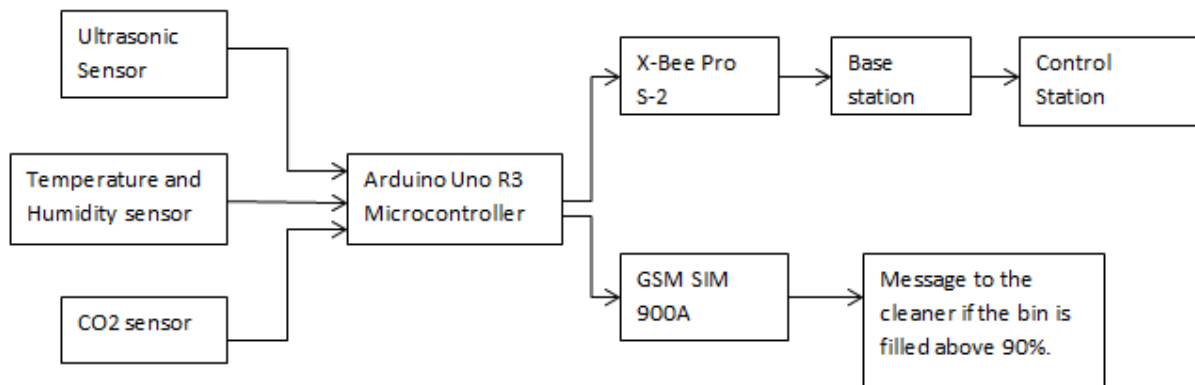 Ultrasonic
Sensor
X-Bee Pro
S-2
Base
station
Control
Station
Temperature and
Humidity sensor
Arduino Uno R3
Microcontroller
CO2 sensor
GSM SIM
900A
Message to the
cleaner if the bin is
filled above 90%.